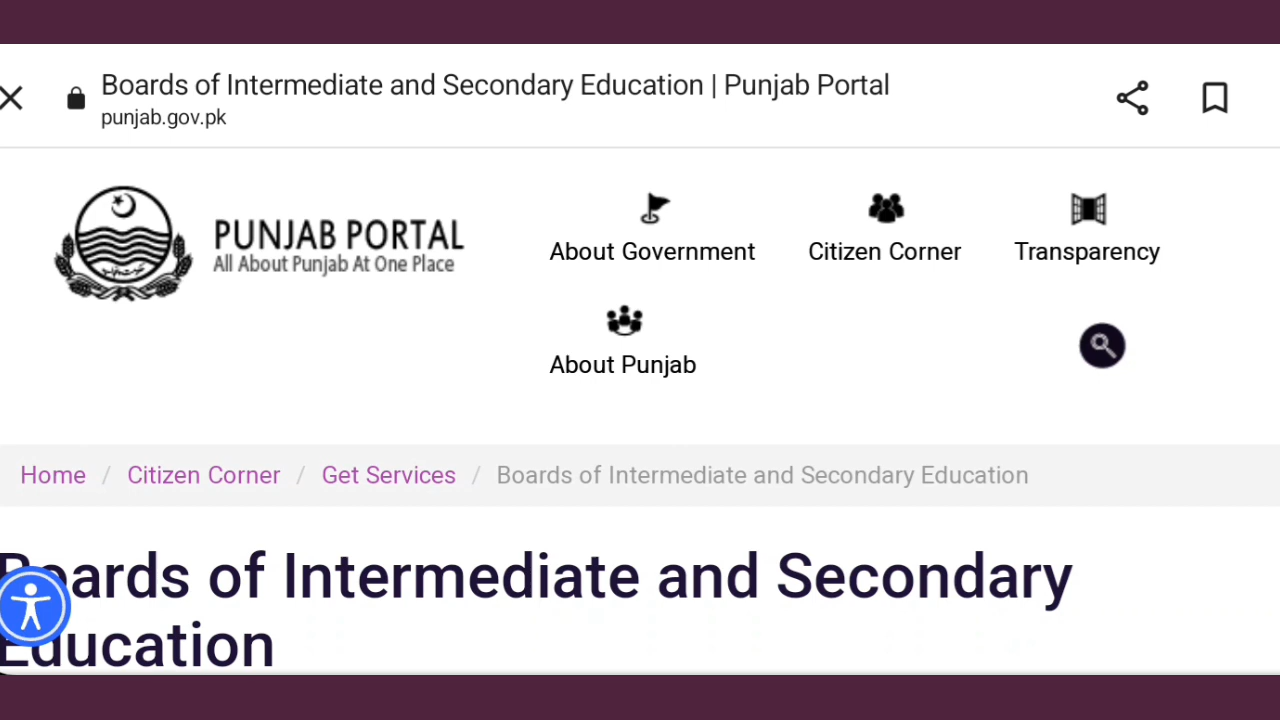 Boards of Intermediate and Secondary Education | Punjab Portal
punjab.gov.pk
PUNJAB PORTAL
All About Punjab At One Place
About Government
Citizen Corner
Transparency
About Punjab
Home / Citizen Corner / Get Services / Boards of Intermediate and Secondary Education
Boards of Intermediate and Secondary
Education